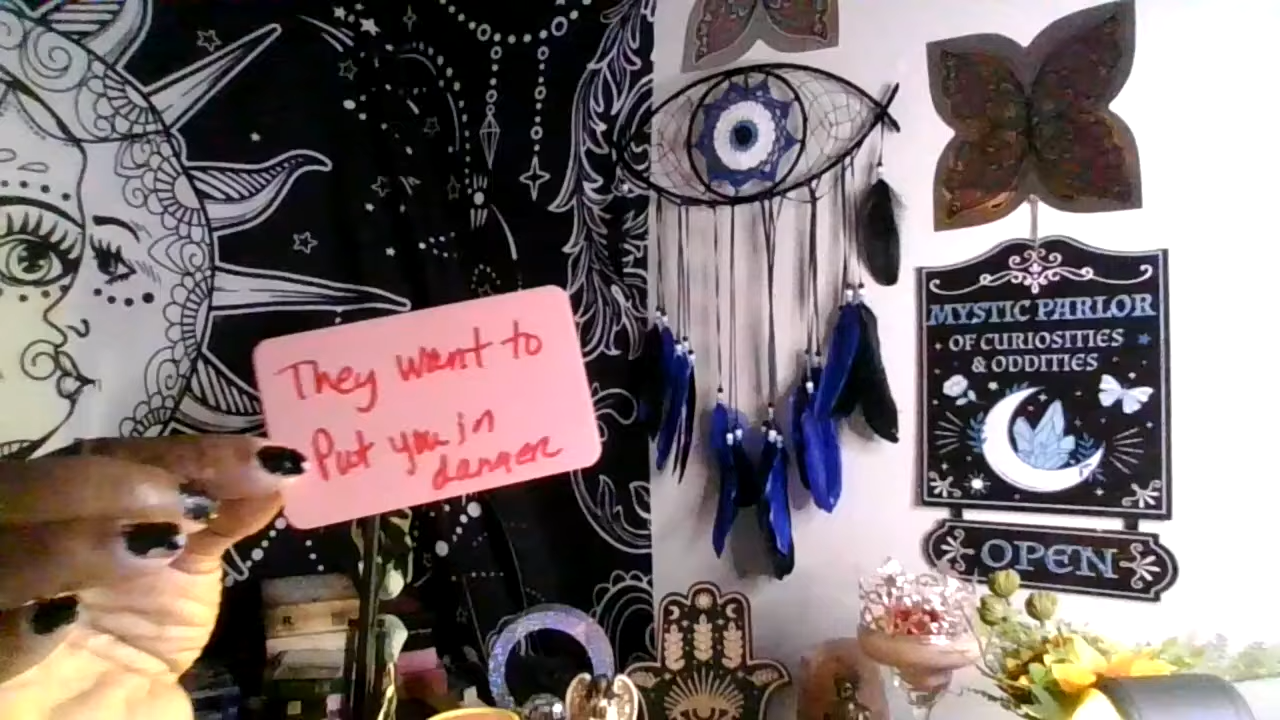 They want to
Put you in
danger
MYSTIC PARLOR
OF CURIOSITIES
& ODDITIES
OPEN